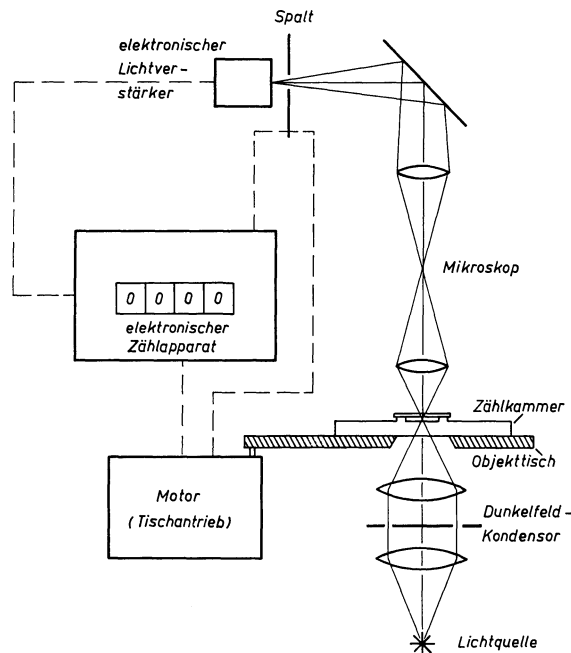 Spalt
elektronischer
Lichtver-
stärker
Mikroskop
0 0 0 0
elektronischer
Zählapparat
Zählkammer
Objekttisch
Motor
(Tischantrieb)
Dunkelfeld-
Kondensor
Lichtquelle